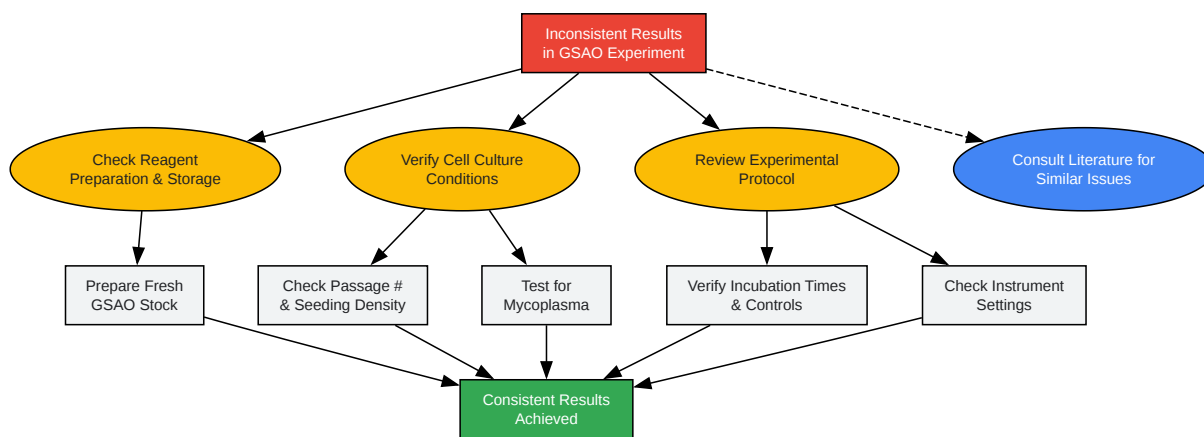 Inconsistent Results
in GSAO Experiment
Check Reagent
Preparation & Storage
Verify Cell Culture
Conditions
Review Experimental
Protocol
Consult Literature for
Similar Issues
Prepare Fresh
GSAO Stock
Check Passage #
& Seeding Density
Test for
Mycoplasma
Verify Incubation Times
& Controls
Check Instrument
Settings
Consistent Results
Achieved